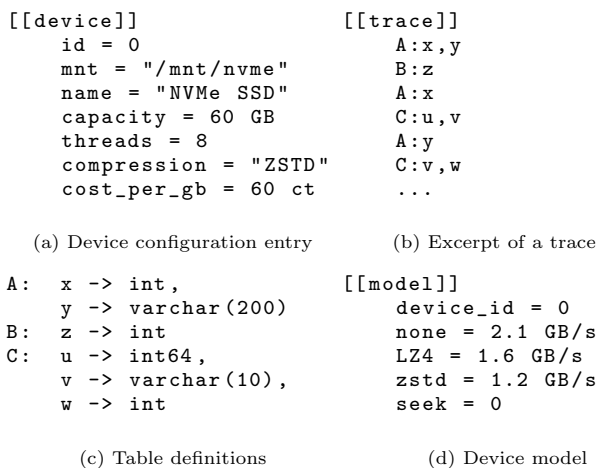 [[device]]
id = 0
mnt = "/mnt/nvme"
name = "NVMe SSD"
capacity = 60 GB
threads = 8
compression = "ZSTD"
cost_per_gb = 60 ct
(a) Device configuration entry
[[trace]]
A:x,y
B:z
A:x
C:u,v
A:y
C:v,w
...
(b) Excerpt of a trace
A: x -> int,
y -> varchar(200)
B: z -> int
C: u -> int64,
v -> varchar(10),
w -> int
(c) Table definitions
[[model]]
device_id = 0
none = 2.1 GB/s
LZ4 = 1.6 GB/s
zstd = 1.2 GB/s
seek = 0
(d) Device model